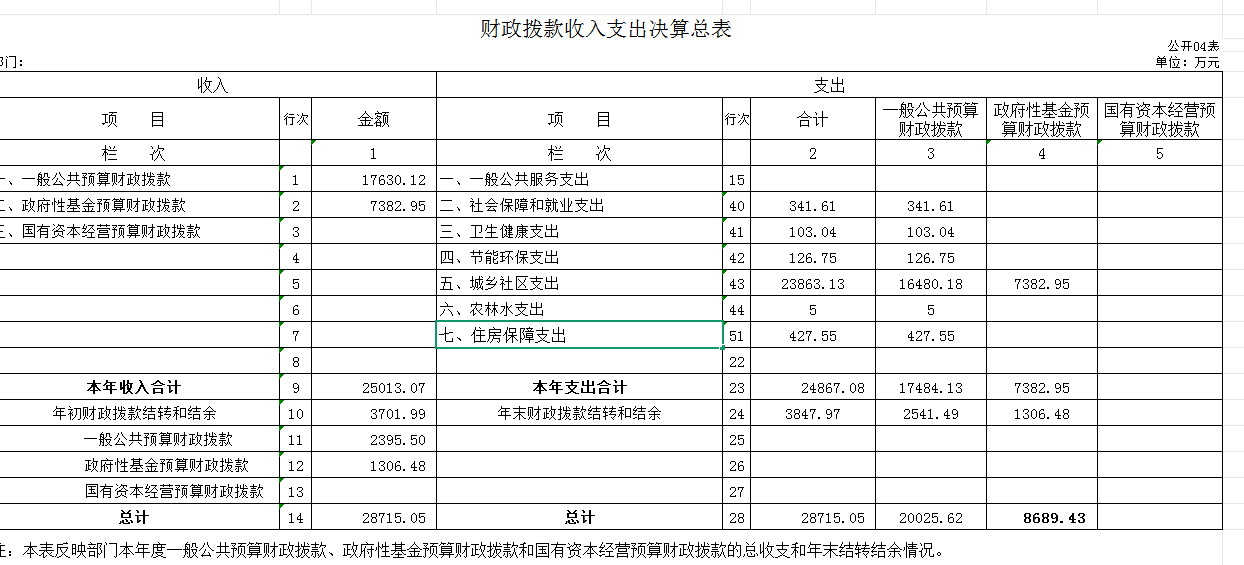 财政拨款收入支出决算总表
公开04表
部门: 单位: 万元
收入 支出
项 目 行次 金额 项 目 行次 合计 一般公共预算财政拨款 政府性基金预算财政拨款 国有资本经营预算财政拨款
栏 次 1 栏 次 2 3 4 5
一、一般公共预算财政拨款 1 17630.12 一、一般公共服务支出 15
二、政府性基金预算财政拨款 2 7382.95 二、社会保障和就业支出 40 341.61 341.61
三、国有资本经营预算财政拨款 3 三、卫生健康支出 41 103.04 103.04
4 四、节能环保支出 42 126.75 126.75
5 五、城乡社区支出 43 23863.13 16480.18 7382.95
6 六、农林水支出 44 5 5
7 七、住房保障支出 51 427.55 427.55
8 22
本年收入合计 9 25013.07 本年支出合计 23 24867.08 17484.13 7382.95
年初财政拨款结转和结余 10 3701.99 年末财政拨款结转和结余 24 3847.97 2541.49 1306.48
一般公共预算财政拨款 11 2395.50 25
政府性基金预算财政拨款 12 1306.48 26
国有资本经营预算财政拨款 13 27
总计 14 28715.05 总计 28 28715.05 20025.62 8689.43
注: 本表反映部门本年度一般公共预算财政拨款、政府性基金预算财政拨款和国有资本经营预算财政拨款的总收支和年末结转结余情况。